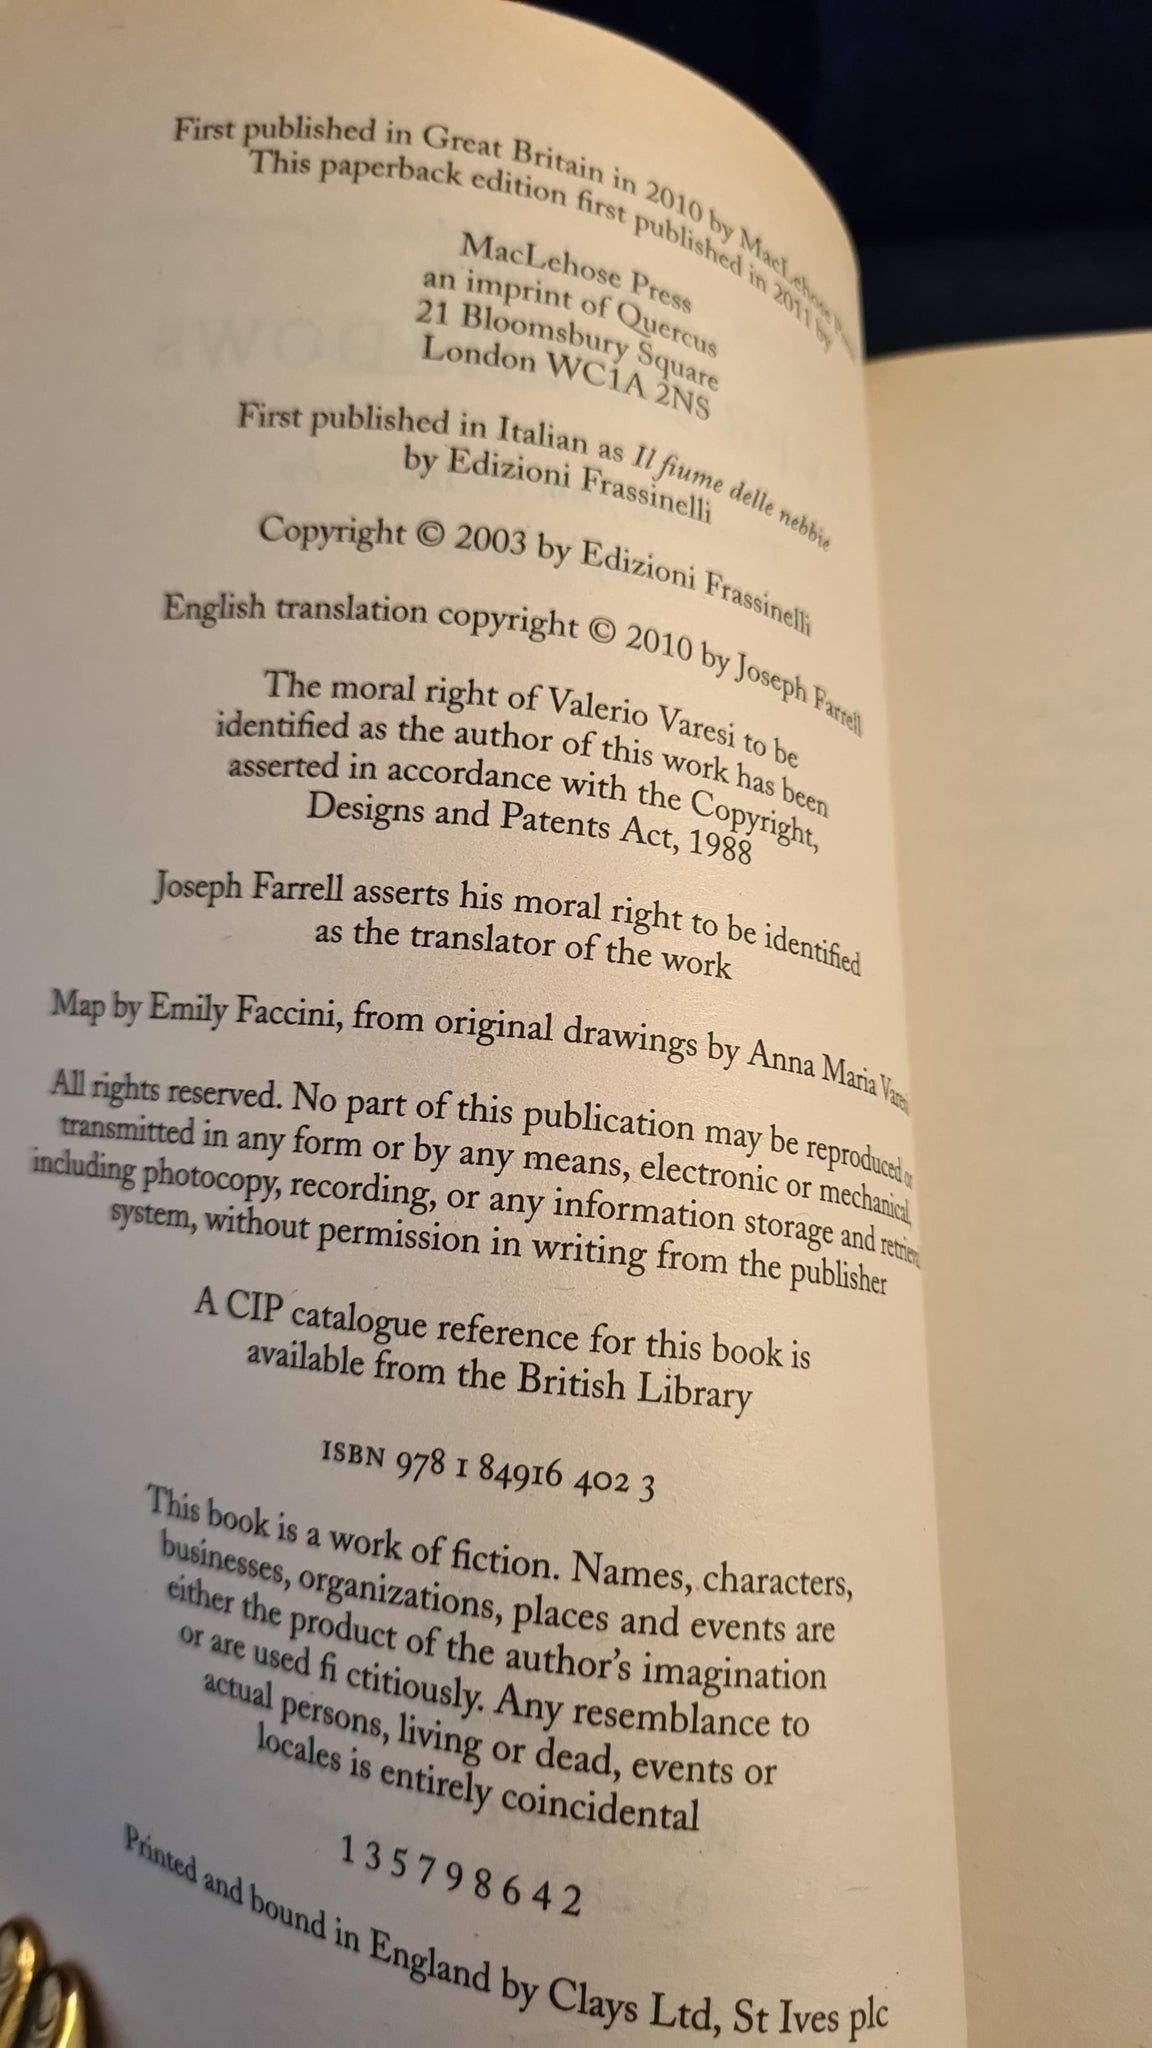 First published in Great Britain in 2010 by MacLehose
This paperback edition first published in 2011 by
MacLehose Press
an imprint of Quercus
21 Bloomsbury Square
London WC1A 2NS
First published in Italian as Il fiume delle nebbie
by Edizioni Frassinelli
Copyright © 2003 by Edizioni Frassinelli
English translation copyright © 2010 by Joseph Farrell
The moral right of Valerio Varesi to be
identified as the author of this work has been
asserted in accordance with the Copyright,
Designs and Patents Act, 1988
Joseph Farrell asserts his moral right to be identified
as the translator of the work
Map by Emily Faccini, from original drawings by Anna Maria
All rights reserved. No part of this publication may be reproduced or
transmitted in any form or by any means, electronic or mechanical,
including photocopy, recording, or any information storage and
system, without permission in writing from the publisher
A CIP catalogue reference for this book is
available from the British Library
ISBN 978 1 84916 402 3
This book is a work of fiction. Names, characters,
businesses, organizations, places and events are
either the product of the author's imagination
or are used fi ctitiously. Any resemblance to
actual persons, living or dead, events or
locales is entirely coincidental
1 3 5 7 9 8 6 4 2
Printed and bound in England by Clays Ltd, St Ives plc